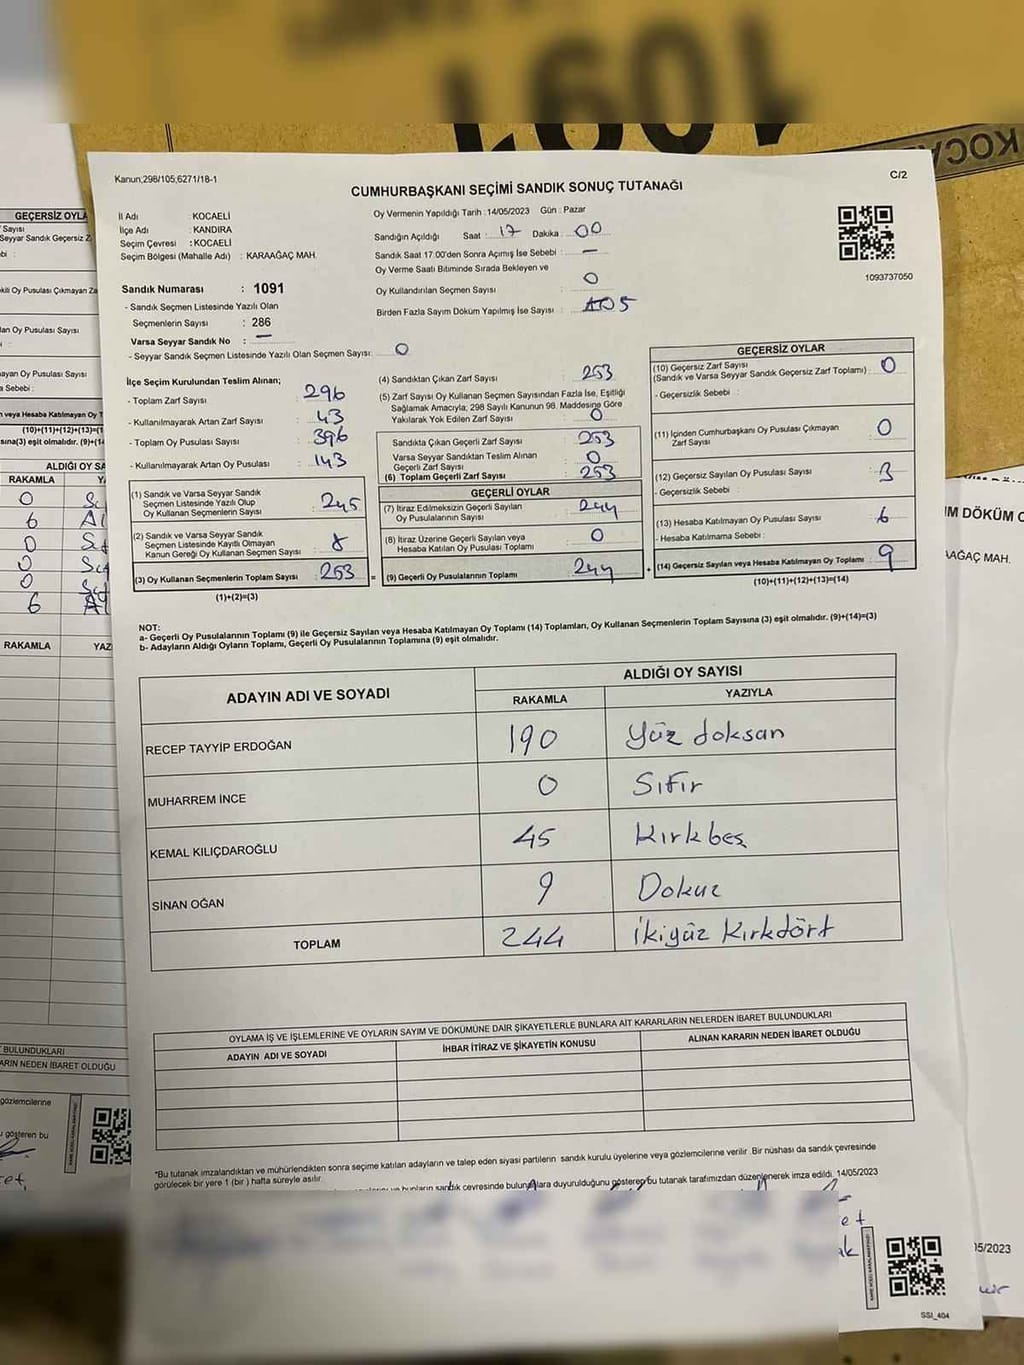 1091
KOCA
Kanun;298/105,6271/18-1
C/2
CUMHURBAŞKANI SEÇİMİ SANDIK SONUÇ TUTANAĞI
İl Adı : KOCAELİ
İlçe Adı : KANDIRA
Seçim Çevresi : KOCAELİ
Seçim Bölgesi (Mahalle Adı) : KARAAĞAÇ MAH.
Sandık Numarası : 1091
- Sandık Seçmen Listesinde Yazılı Olan
Seçmenlerin Sayısı : 286
Varsa Seyyar Sandık No : —
- Seyyar Sandık Seçmen Listesinde Yazılı Olan Seçmen Sayısı: 0
Oy Vermenin Yapıldığı Tarih : 14/05/2023 Gün : Pazar
Sandığın Açıldığı Saat : 17 Dakika : 00
Sandık Saat 17.00'den Sonra Açımış İse Sebebi : —
Oy Verme Saati Bitiminde Sırada Bekleyen ve
Oy Kullandırılan Seçmen Sayısı : 0
Birden Fazla Sayım Döküm Yapılmış İse Sayısı :
1093737050
İlçe Seçim Kurulundan Teslim Alınan;
- Toplam Zarf Sayısı : 296
- Kullanılmayarak Artan Zarf Sayısı : 43
- Toplam Oy Pusulası Sayısı : 396
- Kullanılmayarak Artan Oy Pusulası : 143
(1) Sandık ve Varsa Seyyar Sandık
Seçmen Listesinde Yazılı Olup
Oy Kullanan Seçmenlerin Sayısı : 245
(2) Sandık ve Varsa Seyyar Sandık
Seçmen Listesinde Kayıtlı Olmayan
Kanun Gereği Oy Kullanan Seçmen Sayısı : 8
(3) Oy Kullanan Seçmenlerin Toplam Sayısı : 253 =
(1)+(2)=(3)
(4) Sandıktan Çıkan Zarf Sayısı : 253
(5) Zarf Sayısı Oy Kullanan Seçmen Sayısından Fazla İse, Eşitliği
Sağlamak Amacıyla; 298 Sayılı Kanunun 98. Maddesine Göre
Yakılarak Yok Edilen Zarf Sayısı : 0
Sandıkta Çıkan Geçerli Zarf Sayısı : 253
Varsa Seyyar Sandıktan Teslim Alınan
Geçerli Zarf Sayısı : 0
(6) Toplam Geçerli Zarf Sayısı : 253
GEÇERLİ OYLAR
(7) İtiraz Edilmeksizin Geçerli Sayılan
Oy Pusulalarının Sayısı : 244
(8) İtiraz Üzerine Geçerli Sayılan veya
Hesaba Katılan Oy Pusulaları Toplamı : 0
(9) Geçerli Oy Pusulalarının Toplamı : 244 +
GEÇERSİZ OYLAR
(10) Geçersiz Zarf Sayısı
(Sandık ve Varsa Seyyar Sandık Geçersiz Zarf Toplamı) : 0
- Geçersizlik Sebebi :
(11) İçinden Cumhurbaşkanı Oy Pusulası Çıkmayan
Zarf Sayısı : 0
(12) Geçersiz Sayılan Oy Pusulası Sayısı : 3
- Geçersizlik Sebebi :
(13) Hesaba Katılmayan Oy Pusulası Sayısı : 6
- Hesaba Katılmama Sebebi :
(14) Geçersiz Sayılan veya Hesaba Katılmayan Oy Toplamı : 9
(10)+(11)+(12)+(13)=(14)
NOT:
a- Geçerli Oy Pusulalarının Toplamı (9) ile Geçersiz Sayılan veya Hesaba Katılmayan Oy Toplamı (14) Toplamları, Oy Kullanan Seçmenlerin Toplam Sayısına (3) eşit olmalıdır. (9)+(14)=(3)
b- Adayların Aldığı Oyların Toplamı, Geçerli Oy Pusulalarının Toplamına (9) eşit olmalıdır.
ADAYIN ADI VE SOYADI
ALDIĞI OY SAYISI
RAKAMLA YAZIYLA
RECEP TAYYİP ERDOĞAN 190 Yüz doksan
MUHARREM İNCE 0 Sıfır
KEMAL KILIÇDAROĞLU 45 Kırkbeş
SİNAN OĞAN 9 Dokuz
TOPLAM 244 İkiyüz Kırkdört
OYLAMA İŞ VE İŞLEMLERİNE VE OYLARIN SAYIM VE DÖKÜMÜNE DAİR ŞİKAYETLERLE BUNLARA AİT KARARLARIN NELERDEN İBARET BULUNDUKLARI
ADAYIN ADI VE SOYADI İHBAR İTİRAZ VE ŞİKAYETİN KONUSU ALINAN KARARIN NEDEN İBARET OLDUĞU
*Bu tutanak imzalandıktan ve mühürlendikten sonra seçime katılan adayların ve talep eden siyasi partilerin sandık kurulu üyelerine veya gözlemcilerine verilir. Bir nüshası da sandık çevresinde
görülecek bir yere 1 (bir) hafta süreyle asılır.
sandık çevresinde bulunanlara duyurulduğunu gösterep bu tutanak tarafımızdan düzenlenerek imza edildi. 14/05/2023
SSI_404
GEÇERSİZ OYLA
Sayısı
Seyyar Sandık Geçersiz Z
Oy Pusulası Çıkmayan Za
an Oy Pusulası Sayısı
ayan Oy Pusulası Sayısı
a Sebebi :
veya Hesaba Katılmayan Oy T
(10)+(11)+(12)+(13)=(1
sına(3) eşit olmalıdır. (9)+(14
ALDIĞI OY SA
RAKAMLA
0
6
0
0
0
6
RAKAMLA YAZ
BULUNDUKLARI
ARIN NEDEN İBARET OLDUĞU
gözlemcilerine
gösteren bu
IM DÖKÜM C
AAĞAÇ MAH.
05/2023